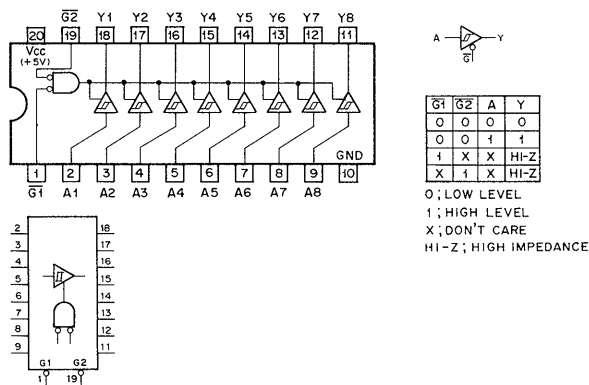 G2 Y1 Y2 Y3 Y4 Y5 Y6 Y7 Y8
20 19 18 17 16 15 14 13 12 11
Vcc
(+5V)
GND
1 2 3 4 5 6 7 8 9 10
G1 A1 A2 A3 A4 A5 A6 A7 A8
A Y
G1
G1 G2 A Y
0 0 0 0
0 0 1 1
1 X X HI-Z
X 1 X HI-Z
0; LOW LEVEL
1; HIGH LEVEL
X; DON'T CARE
HI-Z; HIGH IMPEDANCE
2 18
3 17
4 16
5 15
6 14
7 13
8 12
9 11
G1 G2
1 19